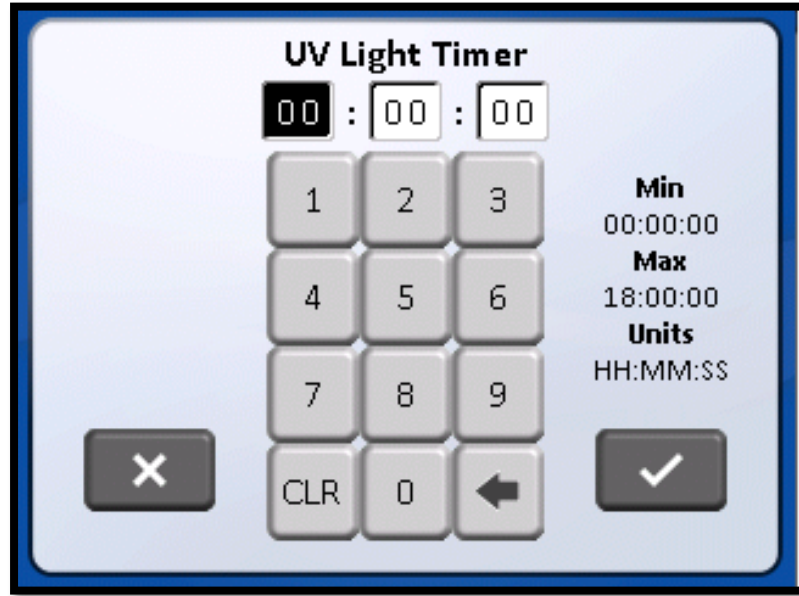 UV Light Timer
00 : 00 : 00
1 2 3
Min
00:00:00
Max
4 5 6
18:00:00
Units
HH:MM:SS
7 8 9
CLR 0